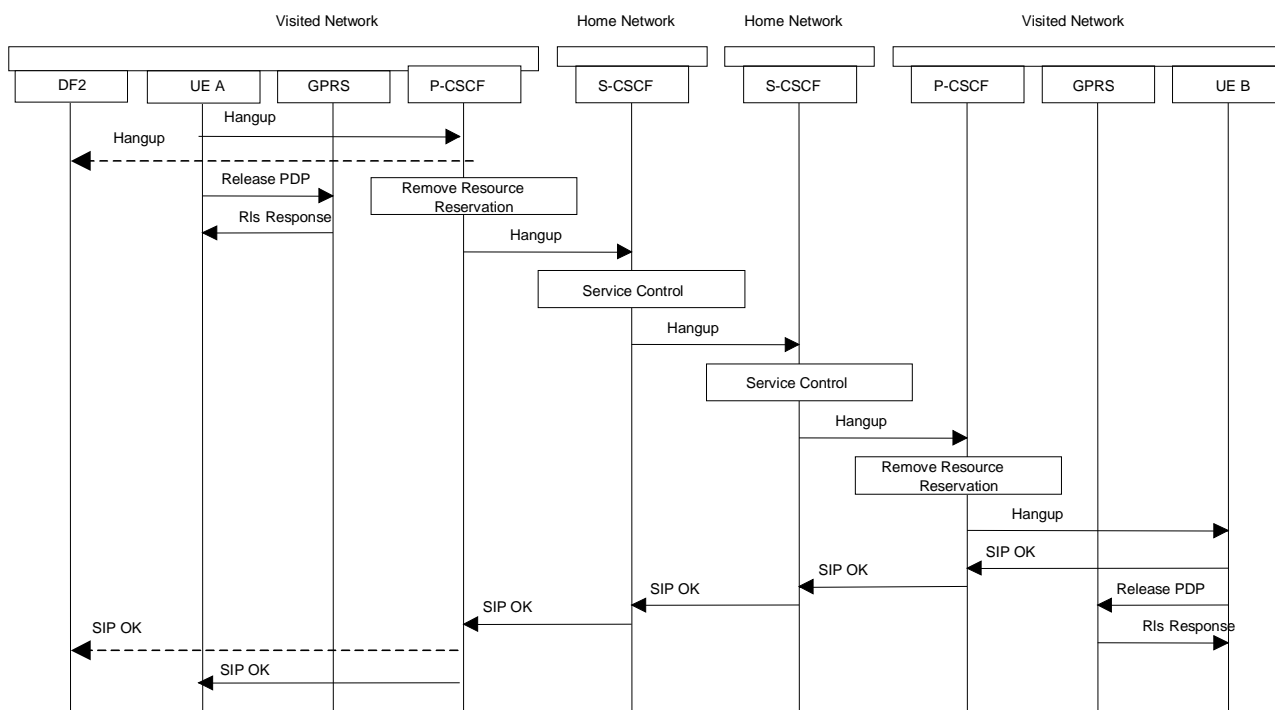 Visited Network
Home Network
Home Network
Visited Network
DF2
UE A
GPRS
P-CSCF
S-CSCF
S-CSCF
P-CSCF
GPRS
UE B
Hangup
Hangup
Release PDP
Remove Resource
Reservation
Rls Response
Hangup
Service Control
Hangup
Service Control
Hangup
Remove Resource
Reservation
Hangup
SIP OK
SIP OK
SIP OK
Release PDP
SIP OK
SIP OK
Rls Response
SIP OK